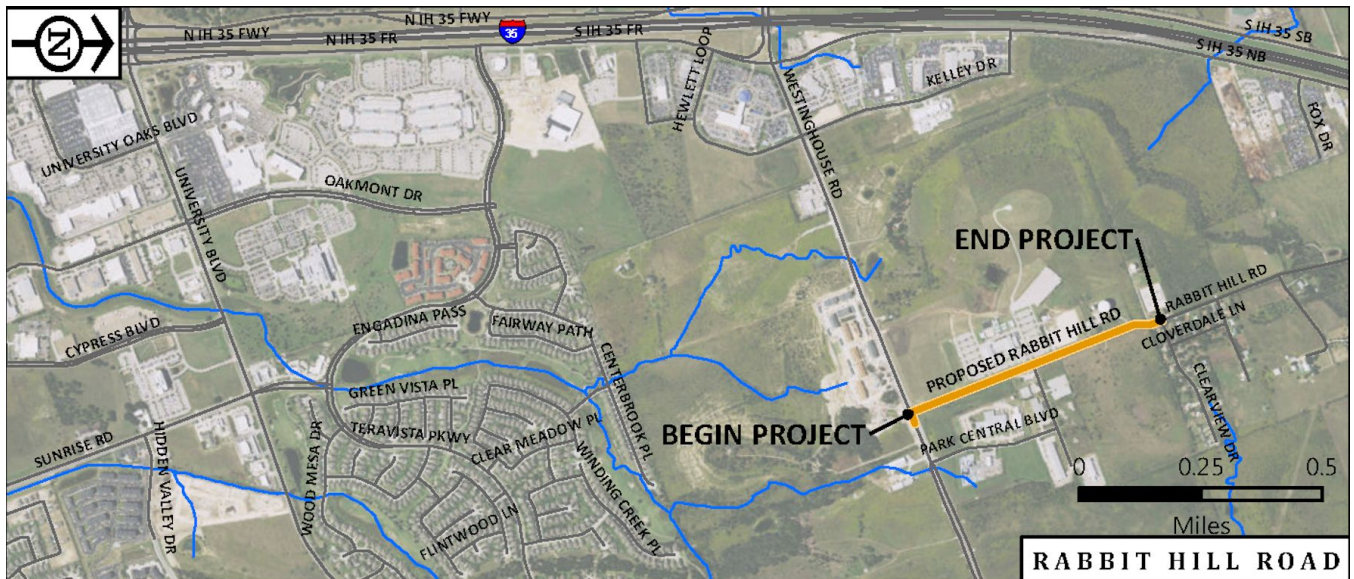 N
N IH 35 FWY
N IH 35 FWY
N IH 35 FR
35
S IH 35 FR
S IH 35 SB
S IH 35 NB
HEWLETT LOOP
WESTINGHOUSE RD
KELLEY DR
FOX DR
UNIVERSITY OAKS BLVD
UNIVERSITY BLVD
OAKMONT DR
END PROJECT
RABBIT HILL RD
CLOVERDALE LN
PROPOSED RABBIT HILL RD
ENGADINA PASS
FAIRWAY PATH
CYPRESS BLVD
CENTERBROOK PL
CLEARVIEW DR
GREEN VISTA PL
TERAVISTA PKWY
CLEAR MEADOW PL
BEGIN PROJECT
PARK CENTRAL BLVD
SUNRISE RD
HIDDEN VALLEY DR
WOOD MESA DR
WINDING CREEK PL
FLINTWOOD LN
0 0.25 0.5
Miles
RABBIT HILL ROAD